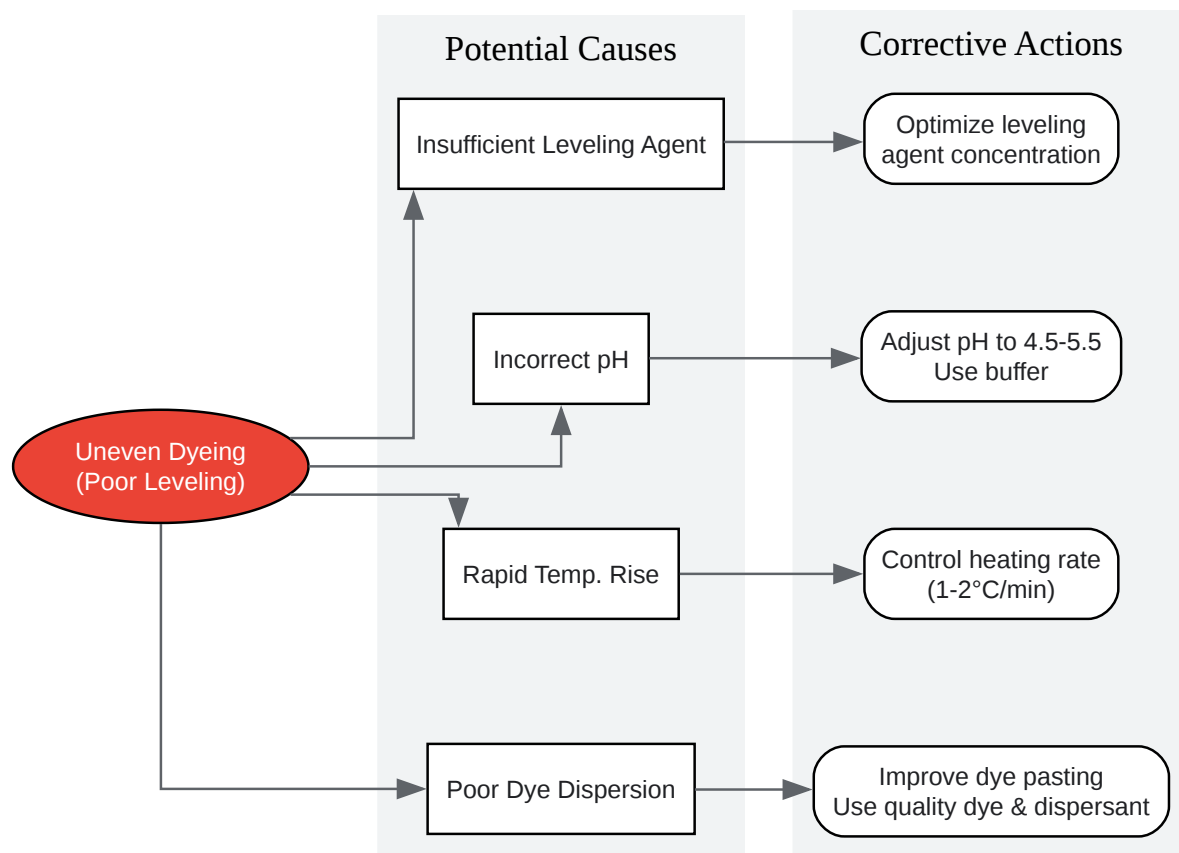 Potential Causes
Corrective Actions
Insufficient Leveling Agent
Optimize leveling
agent concentration
Incorrect pH
Adjust pH to 4.5-5.5
Use buffer
Uneven Dyeing
(Poor Leveling)
Rapid Temp. Rise
Control heating rate
(1-2°C/min)
Poor Dye Dispersion
Improve dye pasting
Use quality dye & dispersant